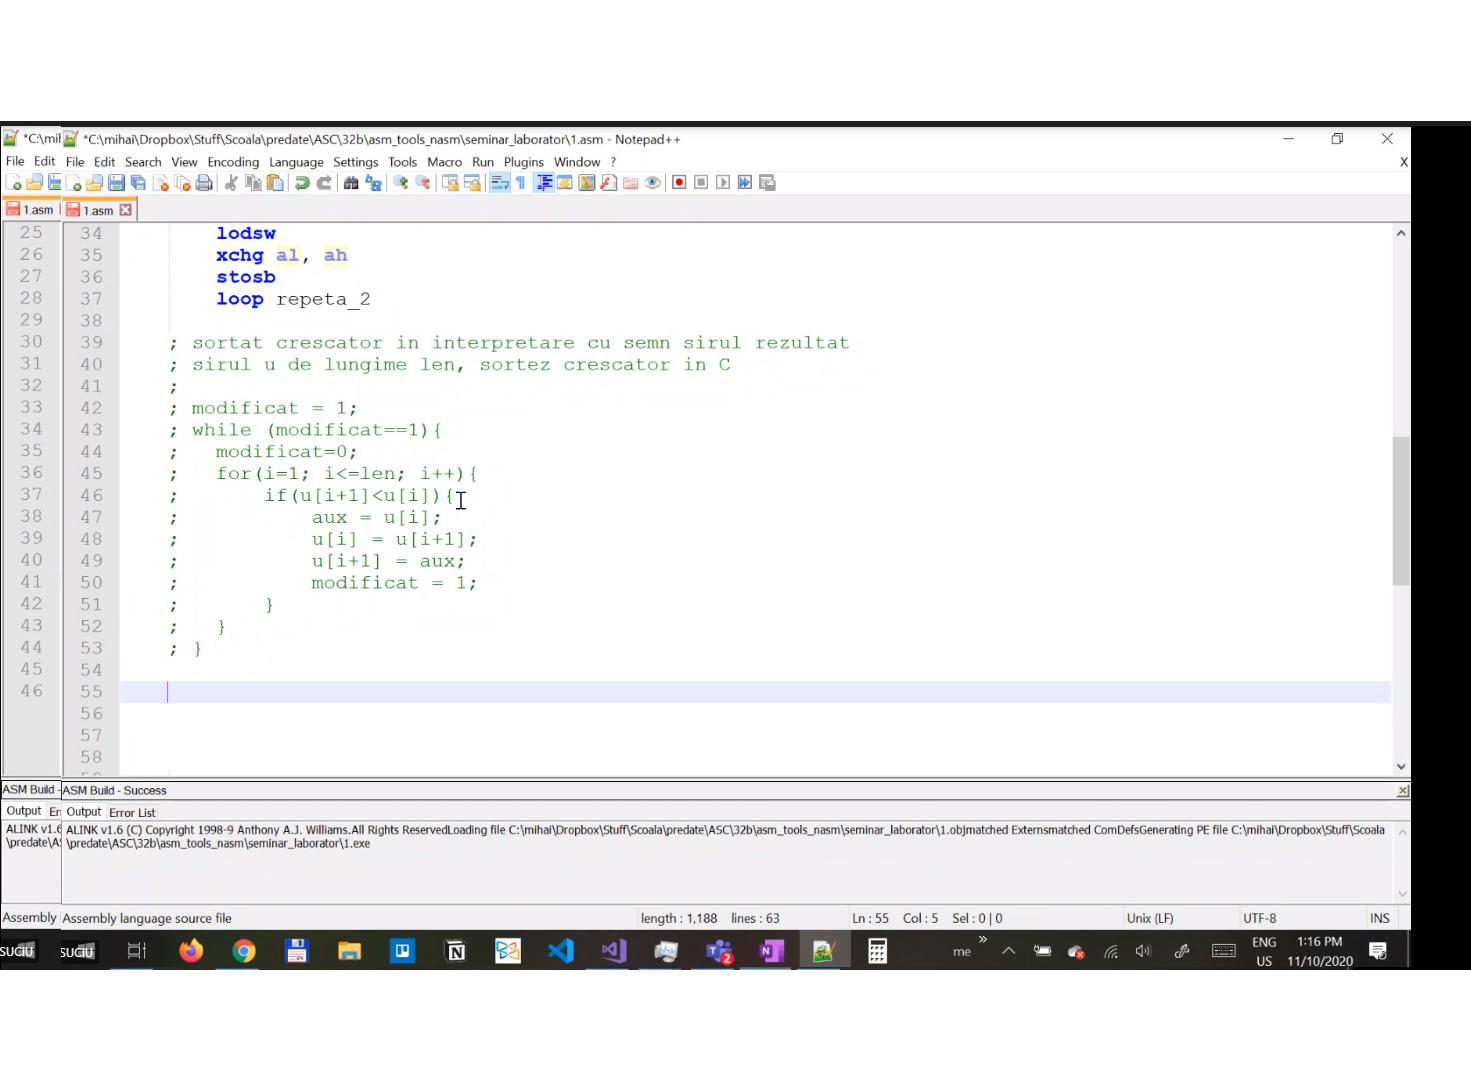 *C:\mil
*C:\mihai\Dropbox\Stuff\Scoala\predate\ASC\32b\asm_tools_nasm\seminar_laborator\1.asm - Notepad++
File Edit
File Edit Search View Encoding Language Settings Tools Macro Run Plugins Window ?
X
1.asm
1.asm
25 34 lodsw
26 35 xchg al, ah
27 36 stosb
28 37 loop repeta_2
29 38
30 39 ; sortat crescator in interpretare cu semn sirul rezultat
31 40 ; sirul u de lungime len, sortez crescator in C
32 41 ;
33 42 ; modificat = 1;
34 43 ; while (modificat==1){
35 44 ; modificat=0;
36 45 ; for(i=1; i<=len; i++){
37 46 ; if(u[i+1]<u[i]){
38 47 ; aux = u[i];
39 48 ; u[i] = u[i+1];
40 49 ; u[i+1] = aux;
41 50 ; modificat = 1;
42 51 ; }
43 52 ; }
44 53 ; }
45 54
46 55
56
57
58
ASM Build -
ASM Build - Success
Output
Output Error List
ALINK v1.6
ALINK v1.6 (C) Copyright 1998-9 Anthony A.J. Williams.All Rights ReservedLoading file C:\mihai\Dropbox\Stuff\Scoala\predate\ASC\32b\asm_tools_nasm\seminar_laborator\1.objmatched Externsmatched ComDefsGenerating PE file C:\mihai\Dropbox\Stuff\Scoala
\predate\A
\predate\ASC\32b\asm_tools_nasm\seminar_laborator\1.exe
Assembly
Assembly language source file
length : 1,188 lines : 63
Ln : 55 Col : 5 Sel : 0 | 0
Unix (LF)
UTF-8
INS
SUCIU
SUCIU
2
me
ENG
US
1:16 PM
11/10/2020